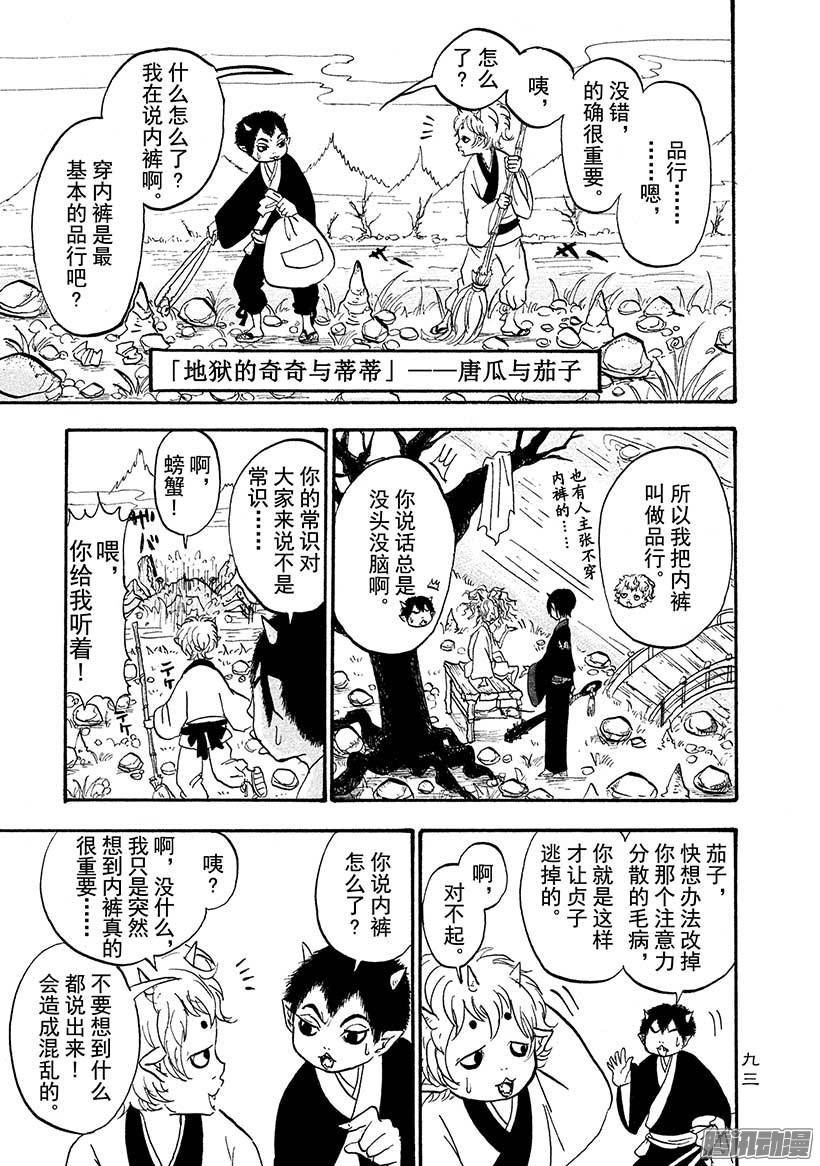 品行……
……嗯，
没错，
的确很重要。
咦，
怎么
了？
什么怎么了？
我在说内裤啊。
穿内裤是最
基本的品行吧？
「地狱的奇奇与蒂蒂」——唐瓜与茄子
所以我把内裤
叫做品行。
也有人主张不穿
内裤的……
你说话总是
没头没脑啊。
你的常识对
大家来说不是
常识……
啊，
螃蟹！
喂，
你给我听着！
茄子，
快想办法改掉
你那个注意力
分散的毛病，
你就是这样
才让贞子
逃掉的。
啊，
对不起。
你说内裤
怎么了？
咦？
啊，没什么，
我只是突然
想到内裤真的
很重要……
不要想到什么
都说出来！
会造成混乱的。
九三
腾讯动漫